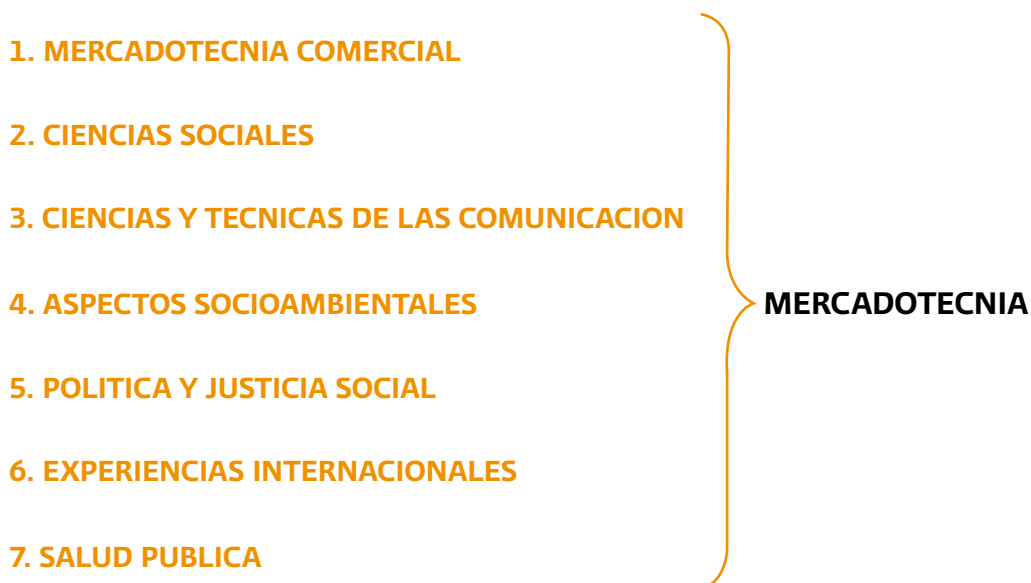 1. MERCADOTECNIA COMERCIAL
2. CIENCIAS SOCIALES
3. CIENCIAS Y TECNICAS DE LAS COMUNICACION
4. ASPECTOS SOCIOAMBIENTALES
MERCADOTECNIA
5. POLITICA Y JUSTICIA SOCIAL
6. EXPERIENCIAS INTERNACIONALES
7. SALUD PUBLICA